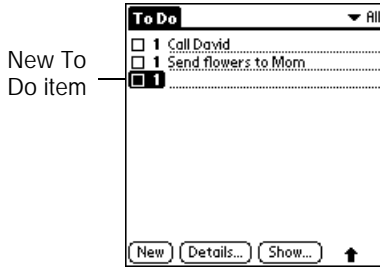 To Do
All
1 Call David
1 Send flowers to Mom
1
New To
Do item
New
Details...
Show...